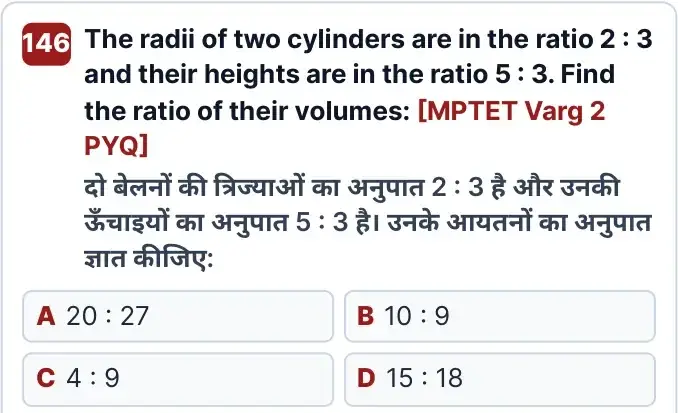 146 The radii of two cylinders are in the ratio 2 : 3
and their heights are in the ratio 5 : 3. Find
the ratio of their volumes: [MPTET Varg 2
PYQ]
दो बेलनों की त्रिज्याओं का अनुपात 2 : 3 है और उनकी
ऊँचाइयों का अनुपात 5 : 3 है। उनके आयतनों का अनुपात
ज्ञात कीजिए:
A 20 : 27
B 10 : 9
C 4 : 9
D 15 : 18